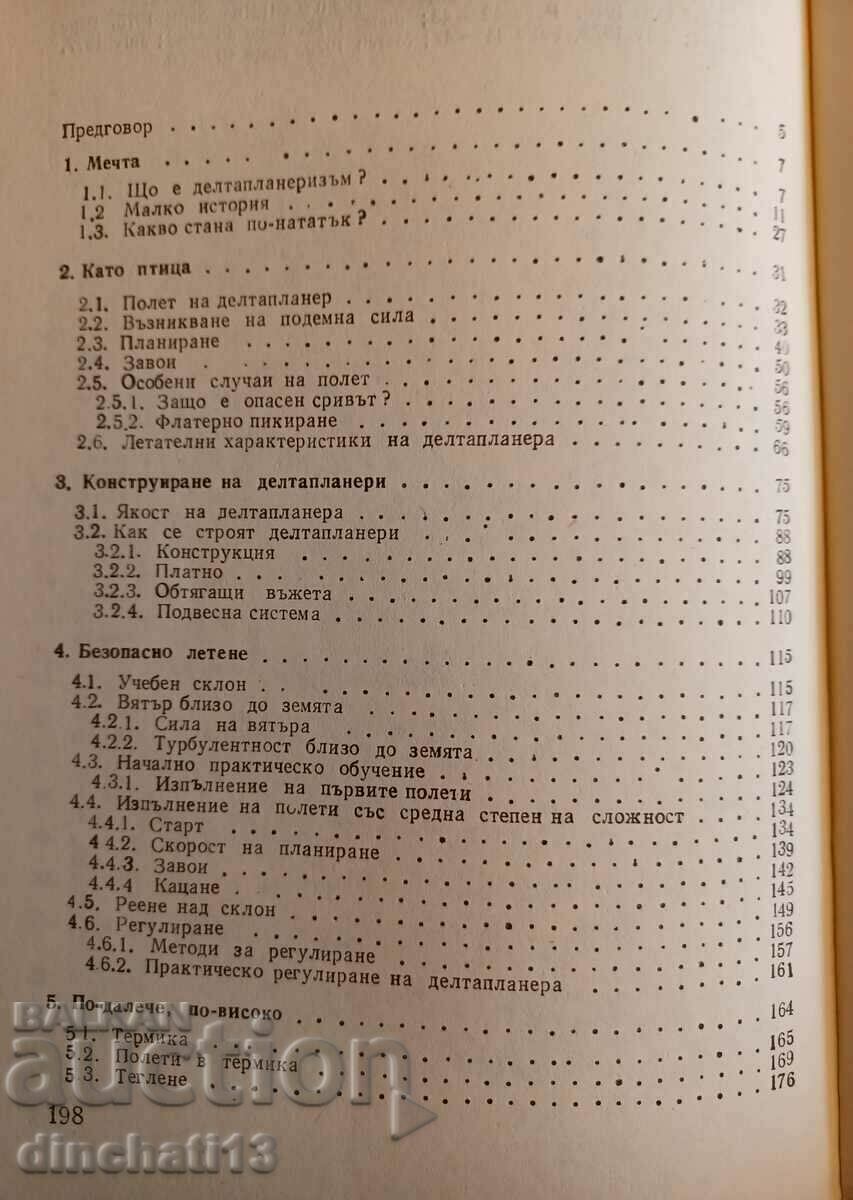 Предговор 5
1. Мечта 7
1.1. Що е делтапланеризъм? 7
1.2 Малко история 11
1.3. Какво стана по-нататък? 27
2. Като птица 31
2.1. Полет на делтапланер 32
2.2. Възникване на подемна сила 33
2.3. Планиране
2.4. Завои 50
2.5. Особени случаи на полет 56
2.5.1. Защо е опасен сривът? 56
2.5.2. Флатерно пикиране 59
2.6. Летателни характеристики на делтапланера 66
3. Конструиране на делтапланери 75
3.1. Якост на делтапланера 75
3.2. Как се строят делтапланери 88
3.2.1. Конструкция 88
3.2.2. Платно 99
3.2.3. Обтягащи въжета 107
3.2.4. Подвесна система 110
4. Безопасно летене 115
4.1. Учебен склон 115
4.2. Вятър близо до земята 117
4.2.1. Сила на вятъра 117
4.2.2. Турбулентност близо до земята 120
4.3. Начално практическо обучение 123
4.3.1. Изпълнение на първите полети 124
4.4. Изпълнение на полети със средна степен на сложност 134
4.4.1. Старт 134
4 4.2. Скорост на планиране 139
4.4.3. Завои 142
4.4.4 Кацане 145
4.5. Реене над склон 149
4.6. Регулиране 156
4.6.1. Методи за регулиране 157
4.6.2. Практическо регулиране на делтапланера 161
5. По-далече, по-високо 164
5 1. Термика 165
5.2. Полети в термика 169
5.3. Теглене 176
198
BALKAN
auction
dinchati13